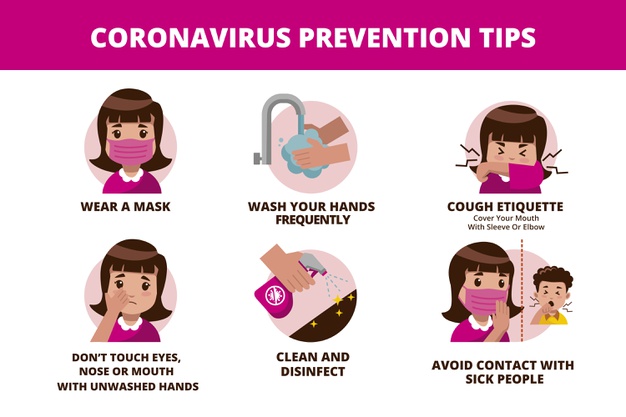 CORONAVIRUS PREVENTION TIPS
WEAR A MASK
WASH YOUR HANDS
FREQUENTLY
COUGH ETIQUETTE
Cover Your Mouth
With Sleeve Or Elbow
DON'T TOUCH EYES,
NOSE OR MOUTH
WITH UNWASHED HANDS
CLEAN AND
DISINFECT
AVOID CONTACT WITH
SICK PEOPLE